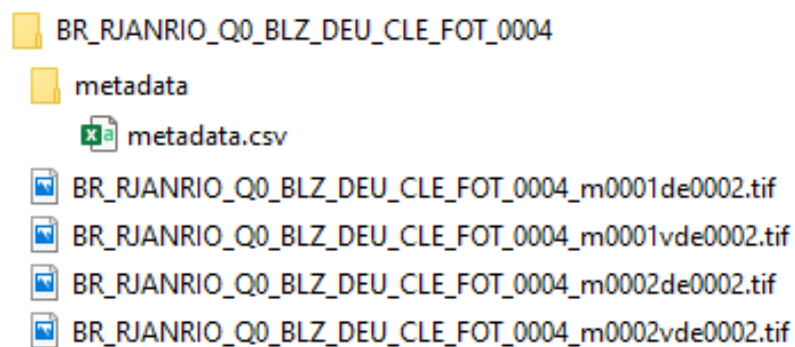 BR_RJANRIO_Q0_BLZ_DEU_CLE_FOT_0004
metadata
metadata.csv
BR_RJANRIO_Q0_BLZ_DEU_CLE_FOT_0004_m0001de0002.tif
BR_RJANRIO_Q0_BLZ_DEU_CLE_FOT_0004_m0001vde0002.tif
BR_RJANRIO_Q0_BLZ_DEU_CLE_FOT_0004_m0002de0002.tif
BR_RJANRIO_Q0_BLZ_DEU_CLE_FOT_0004_m0002vde0002.tif